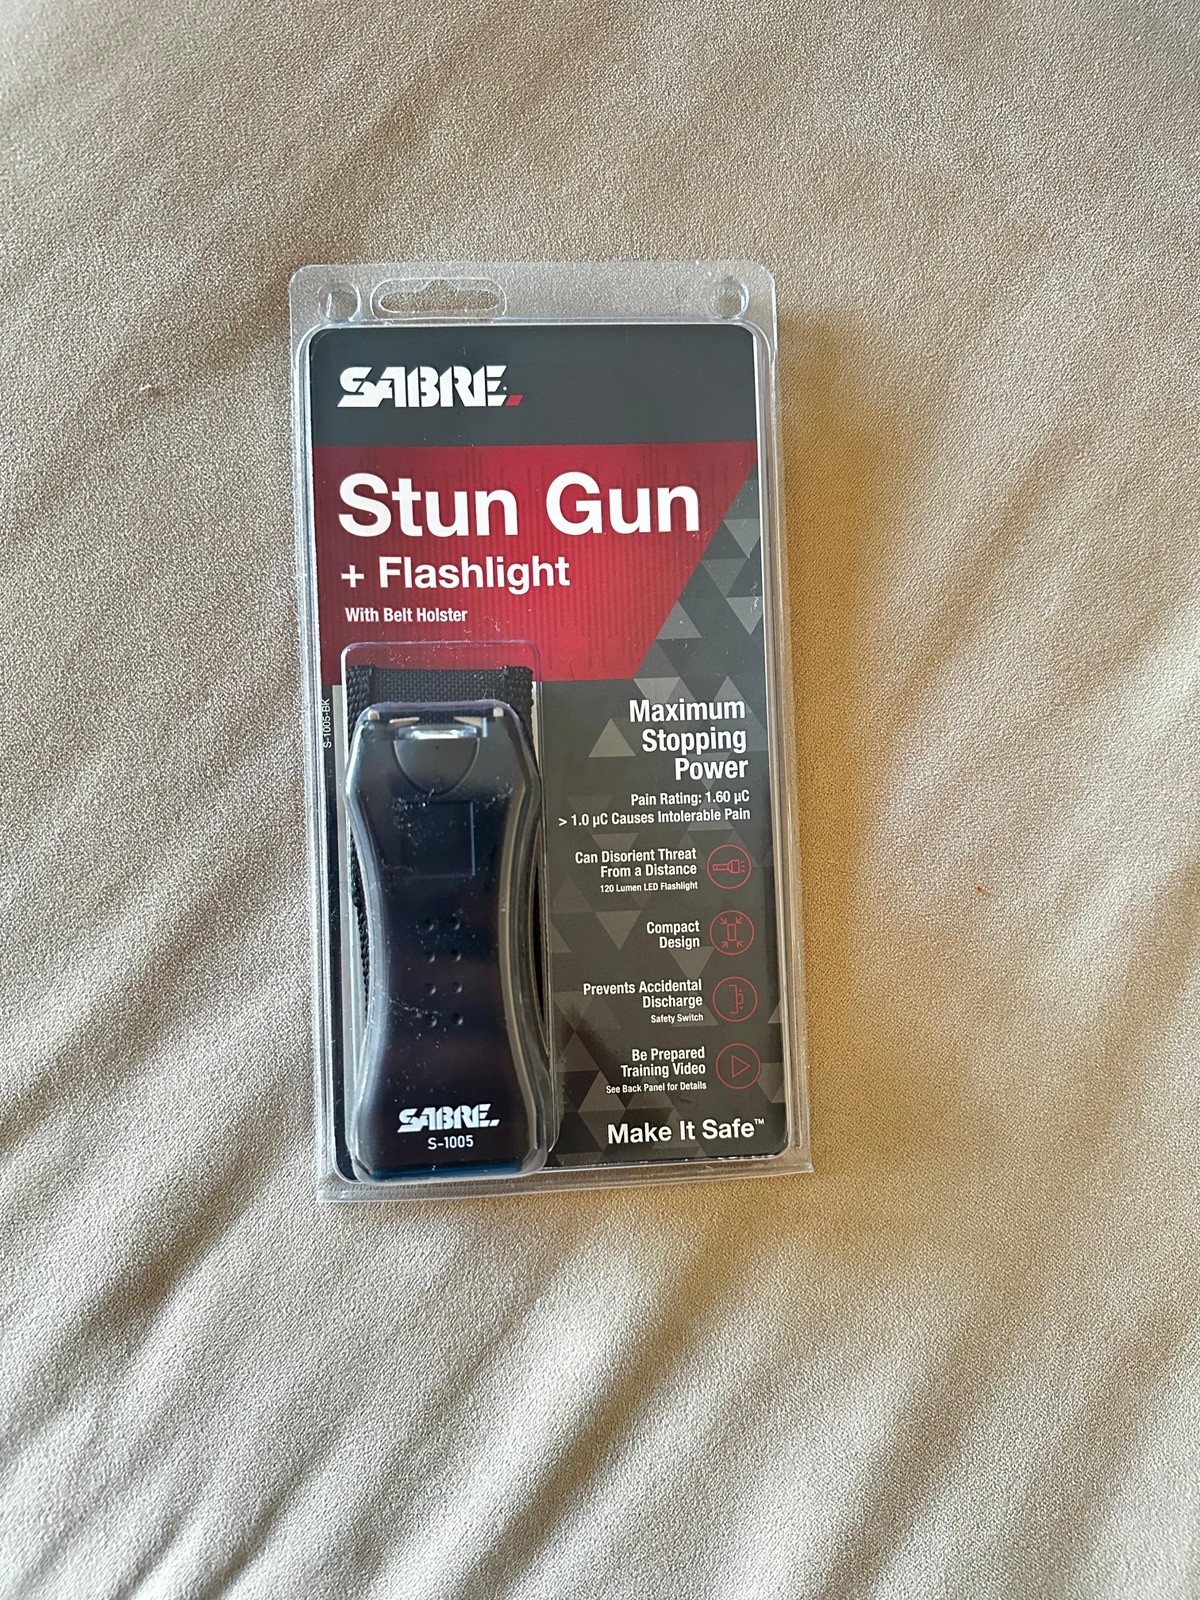 SABRE
Stun Gun
+ Flashlight
With Belt Holster
S-1005-BK
Maximum
Stopping
Power
Pain Rating: 1.60 µC
> 1.0 µC Causes Intolerable Pain
Can Disorient Threat
From a Distance
120 Lumen LED Flashlight
Compact
Design
Prevents Accidental
Discharge
Safety Switch
Be Prepared
Training Video
See Back Panel for Details
Make It Safe™
SABRE
S-1005